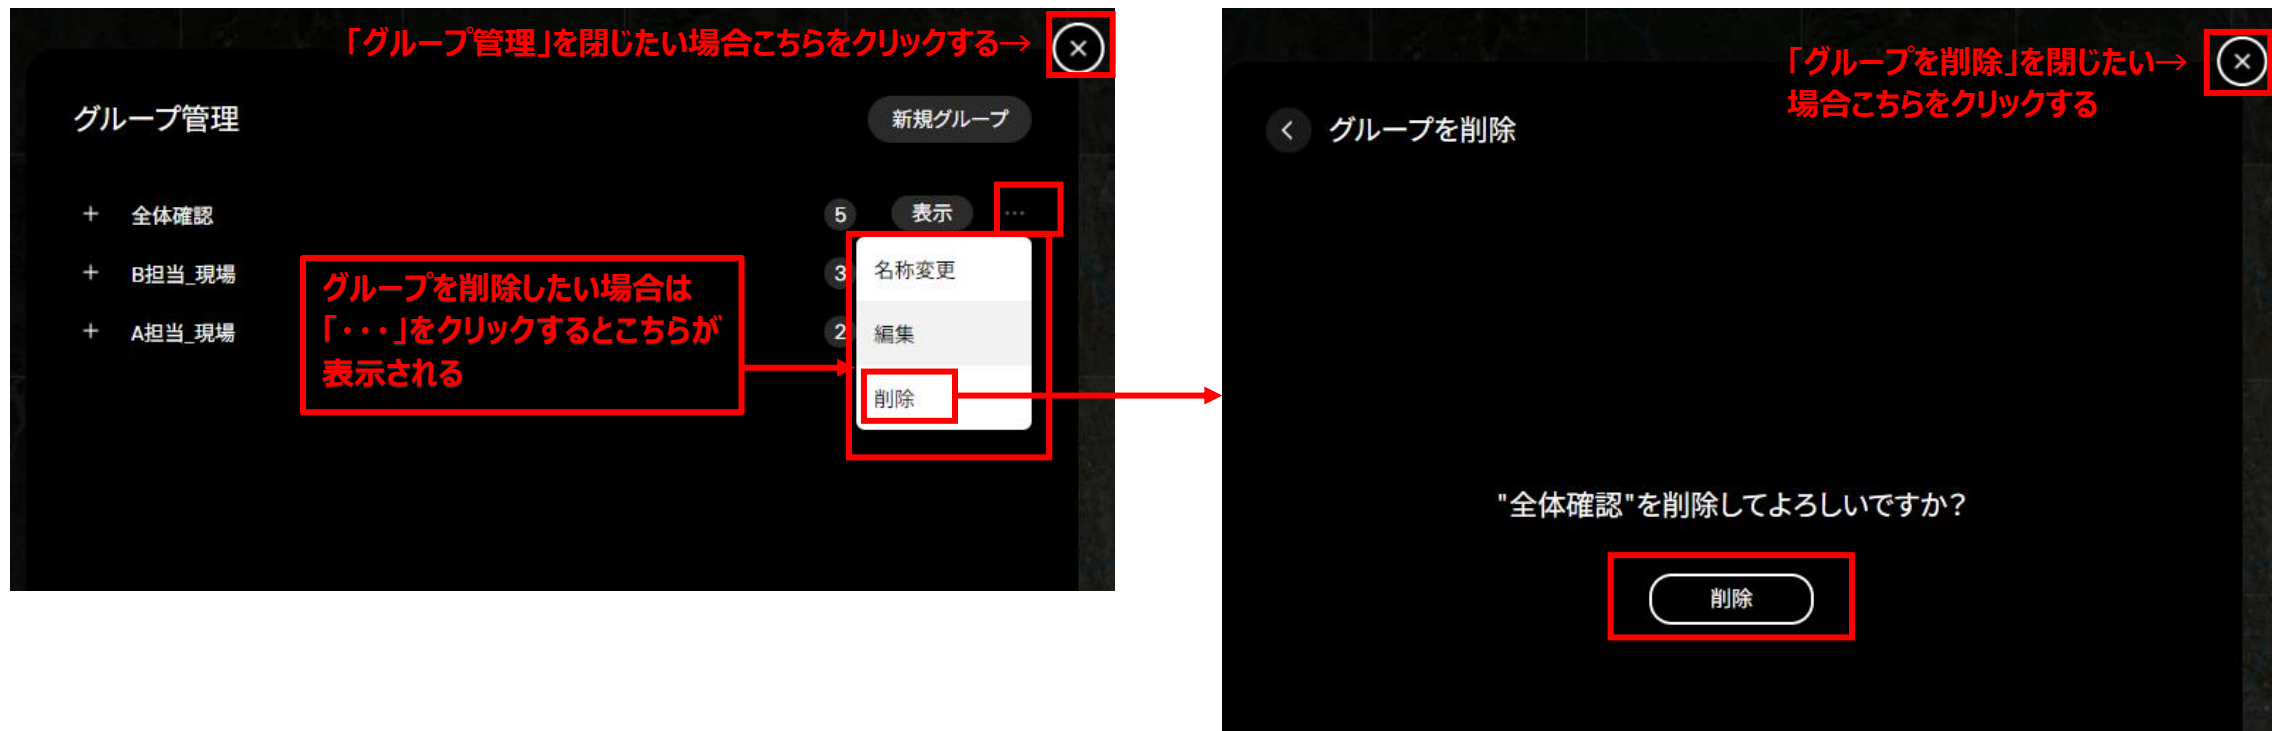 「グループ管理」を閉じたい場合こちらをクリックする→
グループ管理
新規グループ
全体確認
5
表示
…
B担当_現場
3
A担当_現場
2
名称変更
編集
削除
グループを削除したい場合は
「・・・」をクリックするとこちらが
表示される
「グループを削除」を閉じたい→
場合こちらをクリックする
グループを削除
"全体確認"を削除してよろしいですか?
削除